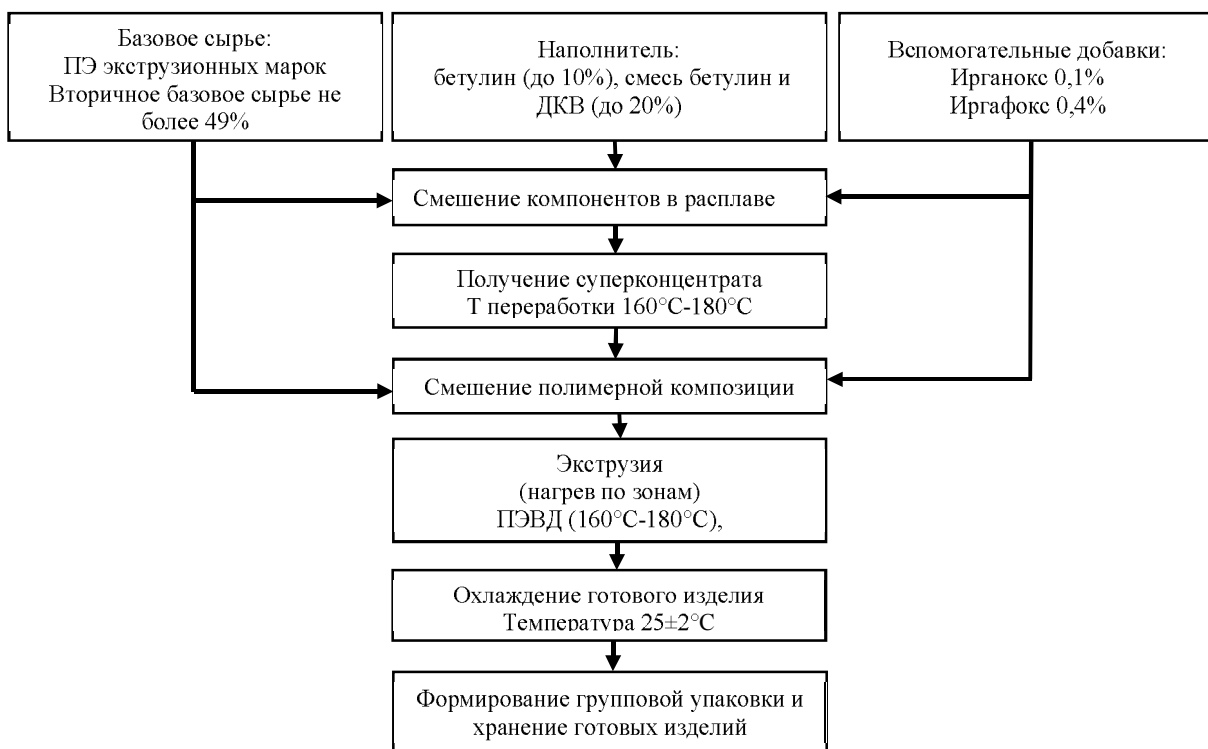 Базовое сырье:
ПЭ экструзионных марок
Вторичное базовое сырье не
более 49%
Наполнитель:
бетулин (до 10%), смесь бетулин и
ДКВ (до 20%)
Вспомогательные добавки:
Ирганокс 0,1%
Иргафокс 0,4%
Смешение компонентов в расплаве
Получение суперконцентрата
Т переработки 160°С-180°С
Смешение полимерной композиции
Экструзия
(нагрев по зонам)
ПЭВД (160°С-180°С),
Охлаждение готового изделия
Температура 25±2°С
Формирование групповой упаковки и
хранение готовых изделий